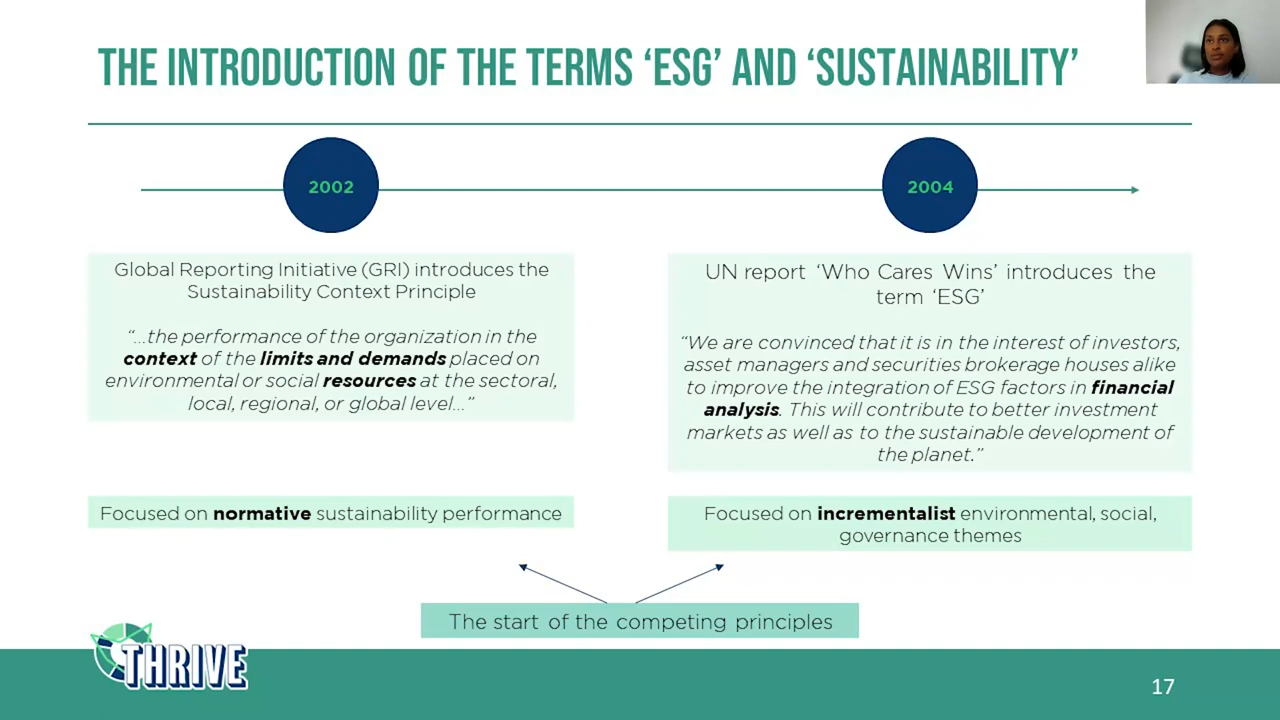 THE INTRODUCTION OF THE TERMS ‘ESG’ AND ‘SUSTAINABILITY’
2002
2004
Global Reporting Initiative (GRI) introduces the
Sustainability Context Principle
“...the performance of the organization in the
context of the limits and demands placed on
environmental or social resources at the sectoral,
local, regional, or global level...”
UN report ‘Who Cares Wins’ introduces the
term ‘ESG’
“We are convinced that it is in the interest of investors,
asset managers and securities brokerage houses alike
to improve the integration of ESG factors in financial
analysis. This will contribute to better investment
markets as well as to the sustainable development of
the planet.”
Focused on normative sustainability performance
Focused on incrementalist environmental, social,
governance themes
The start of the competing principles
THRIVE
17